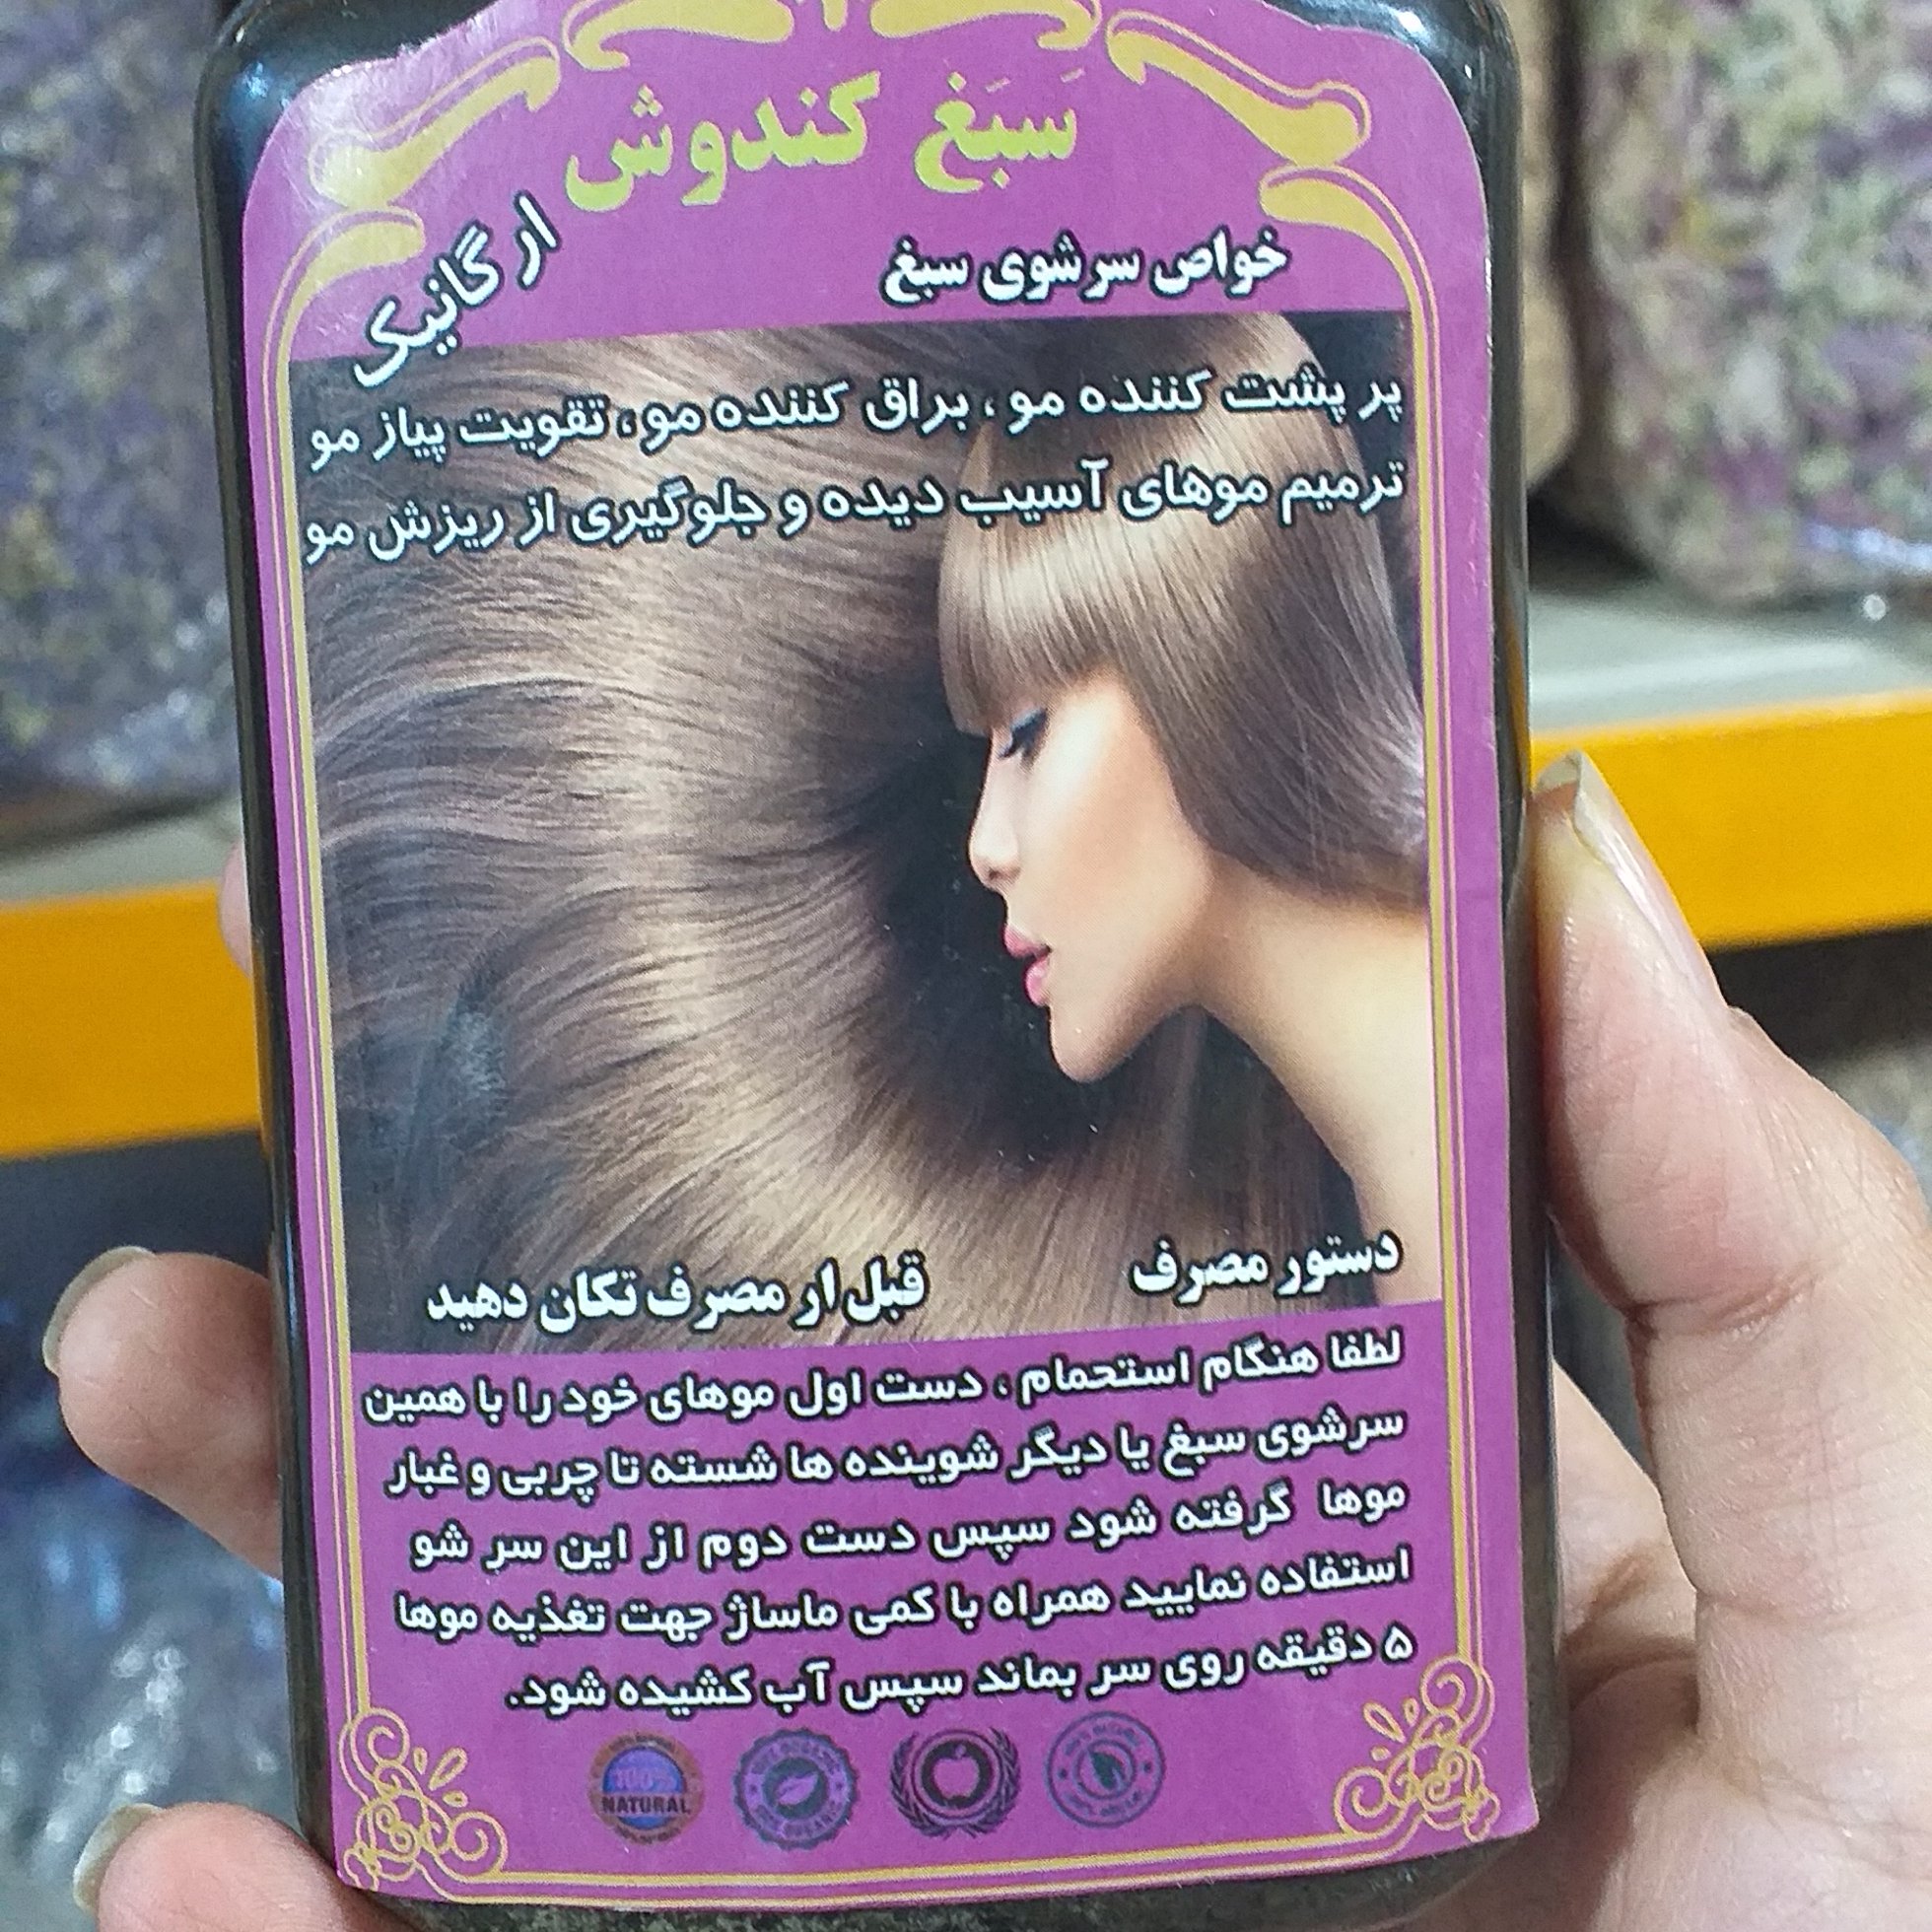 سَبَغ کندوش
ارگانیک
خواص سرشوی سبغ
پر پشت کننده مو، براق کننده مو، تقویت پیاز مو
ترمیم موهای آسیب دیده و جلوگیری از ریزش مو
دستور مصرف
قبل ار مصرف تکان دهید
لطفا هنگام استحمام، دست اول موهای خود را با همین
سرشوی سبغ یا دیگر شوینده ها شسته تا چربی و غبار
موها گرفته شود سپس دست دوم از این سر شو
استفاده نمایید همراه با کمی ماساژ جهت تغذیه موها
۵ دقیقه روی سر بماند سپس آب کشیده شود.
100%
NATURAL